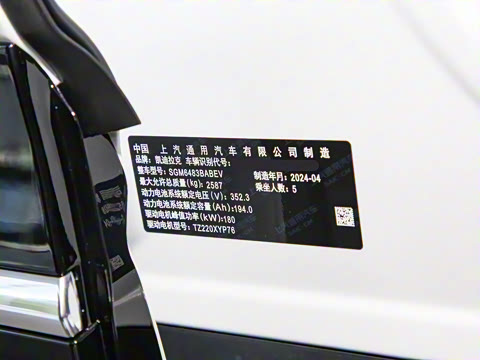 中国 上汽通用汽车有限公司制造
品牌: 凯迪拉克 车辆识别代号:
整车型号: SGM6483BABEV 制造年月: 2024-04
最大允许总质量(kg): 2587 乘坐人数: 5
动力电池系统额定电压(V): 352.3
动力电池系统额定容量(Ah):194.0
驱动电机峰值功率(kW):180
驱动电机型号: TZ220XYP76